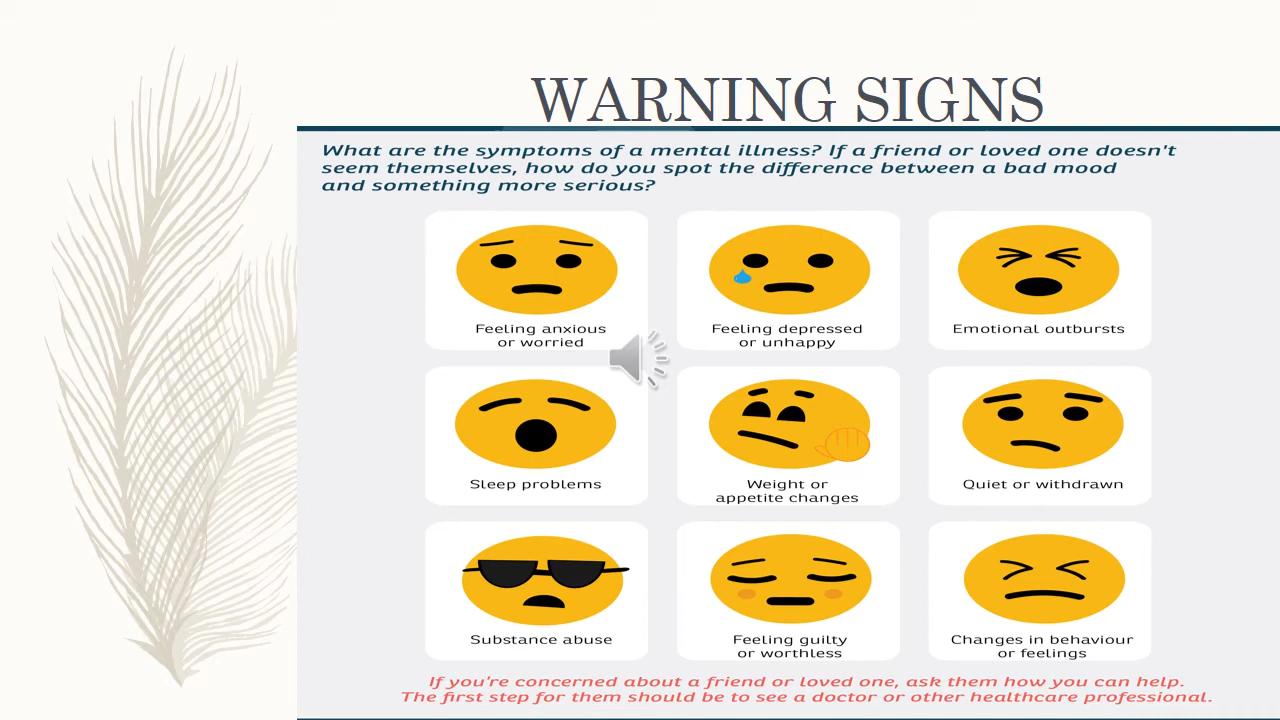 WARNING SIGNS
What are the symptoms of a mental illness? If a friend or loved one doesn't
seem themselves, how do you spot the difference between a bad mood
and something more serious?
Feeling anxious
or worried
Feeling depressed
or unhappy
Emotional outbursts
Sleep problems
Weight or
appetite changes
Quiet or withdrawn
Substance abuse
Feeling guilty
or worthless
Changes in behaviour
or feelings
If you're concerned about a friend or loved one, ask them how you can help.
The first step for them should be to see a doctor or other healthcare professional.